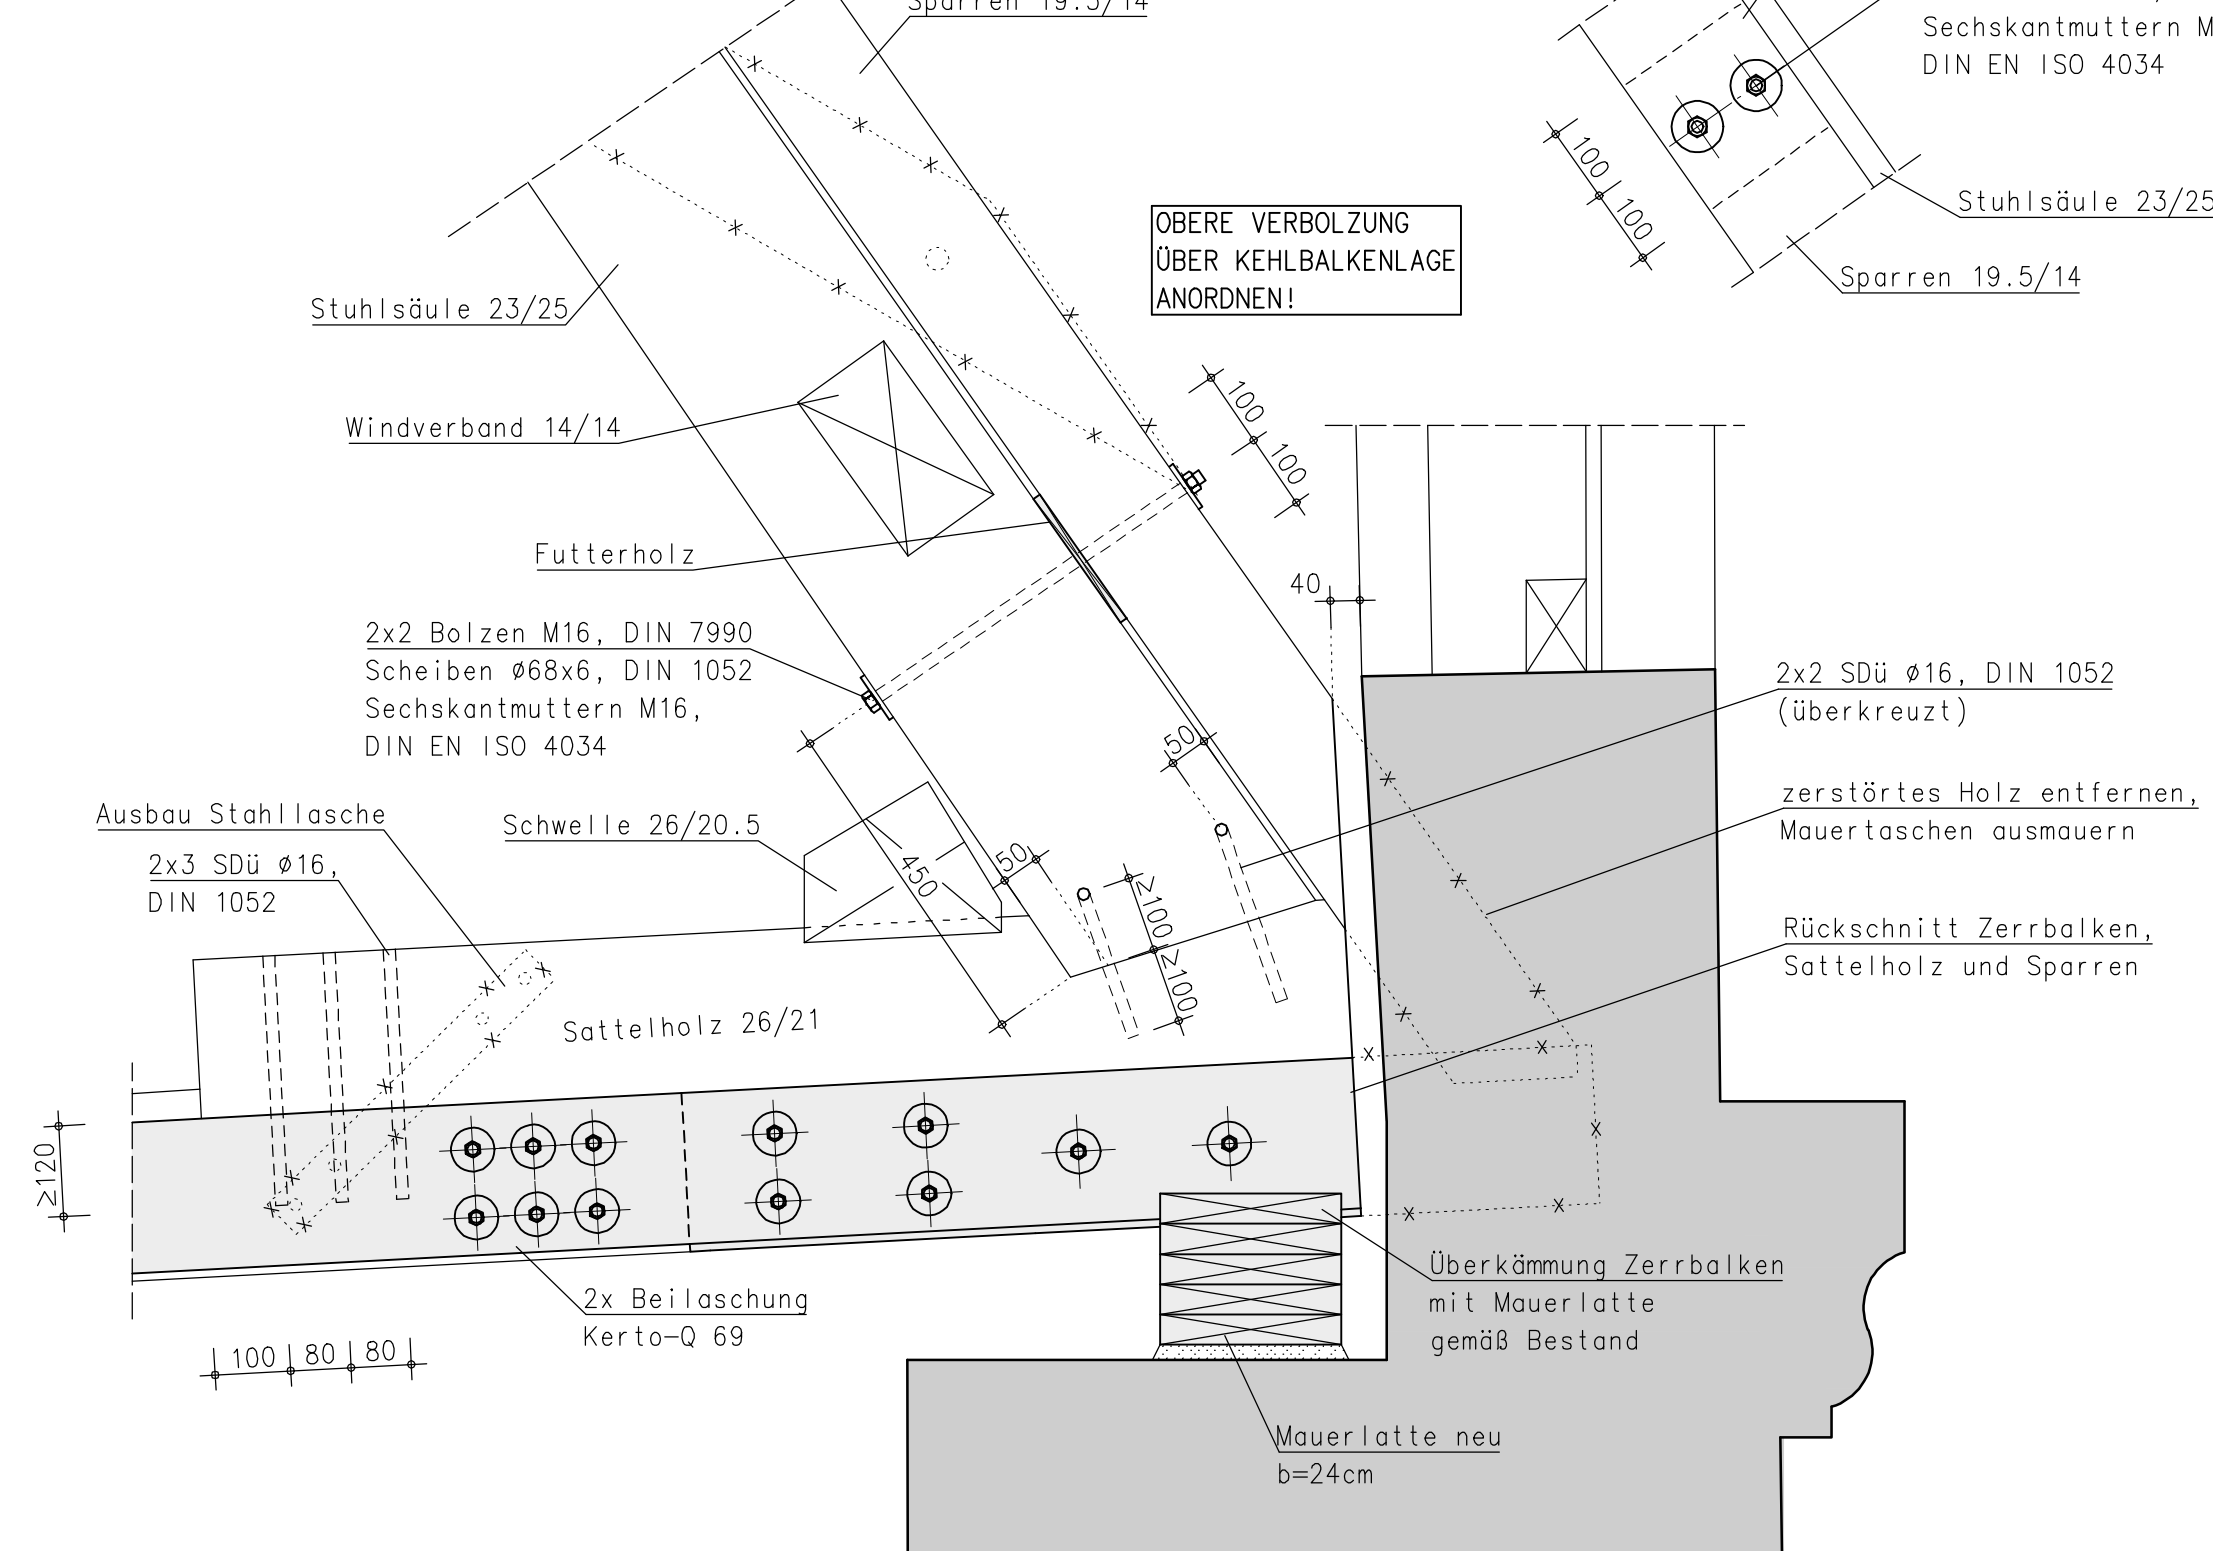 Sparren 19.5/14
Sechskantmuttern M
DIN EN ISO 4034
100
100
Stuhlsäule 23/25
Sparren 19.5/14
OBERE VERBOLZUNG
ÜBER KEHLBALKENLAGE
ANORDNEN!
Stuhlsäule 23/25
Windverband 14/14
100
100
Futterholz
40
2x2 Bolzen M16, DIN 7990
Scheiben ø68x6, DIN 1052
Sechskantmuttern M16,
DIN EN ISO 4034
2x2 SDü ø16, DIN 1052
(überkreuzt)
50
zerstörtes Holz entfernen,
Mauertaschen ausmauern
Ausbau Stahllasche
Schwelle 26/20.5
2x3 SDü ø16,
DIN 1052
450
50
≥100
≥100
Rückschnitt Zerrbalken,
Sattelholz und Sparren
Sattelholz 26/21
≥120
Überkämmung Zerrbalken
mit Mauerlatte
gemäß Bestand
2x Beilaschung
Kerto-Q 69
100 80 80
Mauerlatte neu
b=24cm